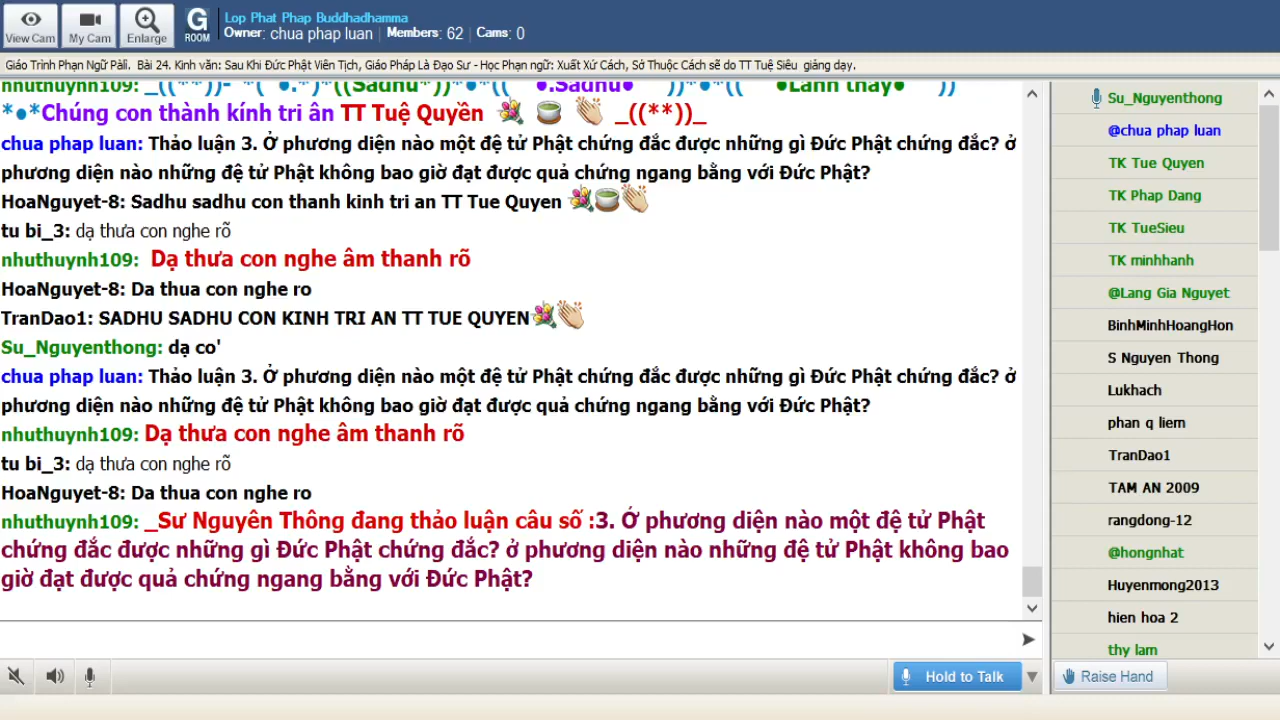 View Cam
My Cam
Enlarge
G
ROOM
Lop Phat Phap Buddhadhamma
Owner: chua phap luan | Members: 62 | Cams: 0
Giáo Trình Phạn Ngữ Pàli. Bài 24. Kinh văn: Sau Khi Đức Phật Viên Tịch, Giáo Pháp Là Đạo Sư - Học Phạn ngữ: Xuất Xứ Cách, Sở Thuộc Cách sẽ do TT Tuệ Siêu giảng dạy.
nhuthuynh109: _((**))- *( ●.*)*((Sadhu*))*●*(( ●.Sadhu● ))*●*(( ●Lành thay● ))
*●*Chúng con thành kính tri ân TT Tuệ Quyền _((**))_
chua phap luan: Thảo luận 3. Ở phương diện nào một đệ tử Phật chứng đắc được những gì Đức Phật chứng đắc? ở
phương diện nào những đệ tử Phật không bao giờ đạt được quả chứng ngang bằng với Đức Phật?
HoaNguyet-8: Sadhu sadhu con thanh kinh tri an TT Tue Quyen
tu bi_3: dạ thưa con nghe rõ
nhuthuynh109: Dạ thưa con nghe âm thanh rõ
HoaNguyet-8: Da thua con nghe ro
TranDao1: SADHU SADHU CON KINH TRI AN TT TUE QUYEN
Su_Nguyenthong: dạ co'
chua phap luan: Thảo luận 3. Ở phương diện nào một đệ tử Phật chứng đắc được những gì Đức Phật chứng đắc? ở
phương diện nào những đệ tử Phật không bao giờ đạt được quả chứng ngang bằng với Đức Phật?
nhuthuynh109: Dạ thưa con nghe âm thanh rõ
tu bi_3: dạ thưa con nghe rõ
HoaNguyet-8: Da thua con nghe ro
nhuthuynh109: _Sư Nguyên Thông đang thảo luận câu số :3. Ở phương diện nào một đệ tử Phật
chứng đắc được những gì Đức Phật chứng đắc? ở phương diện nào những đệ tử Phật không bao
giờ đạt được quả chứng ngang bằng với Đức Phật?
Su_Nguyenthong
@chua phap luan
TK Tue Quyen
TK Phap Dang
TK TueSieu
TK minhhanh
@Lang Gia Nguyet
BinhMinhHoangHon
S Nguyen Thong
Lukhach
phan q liem
TranDao1
TAM AN 2009
rangdong-12
@hongnhat
Huyenmong2013
hien hoa 2
thy lam
Hold to Talk
Raise Hand